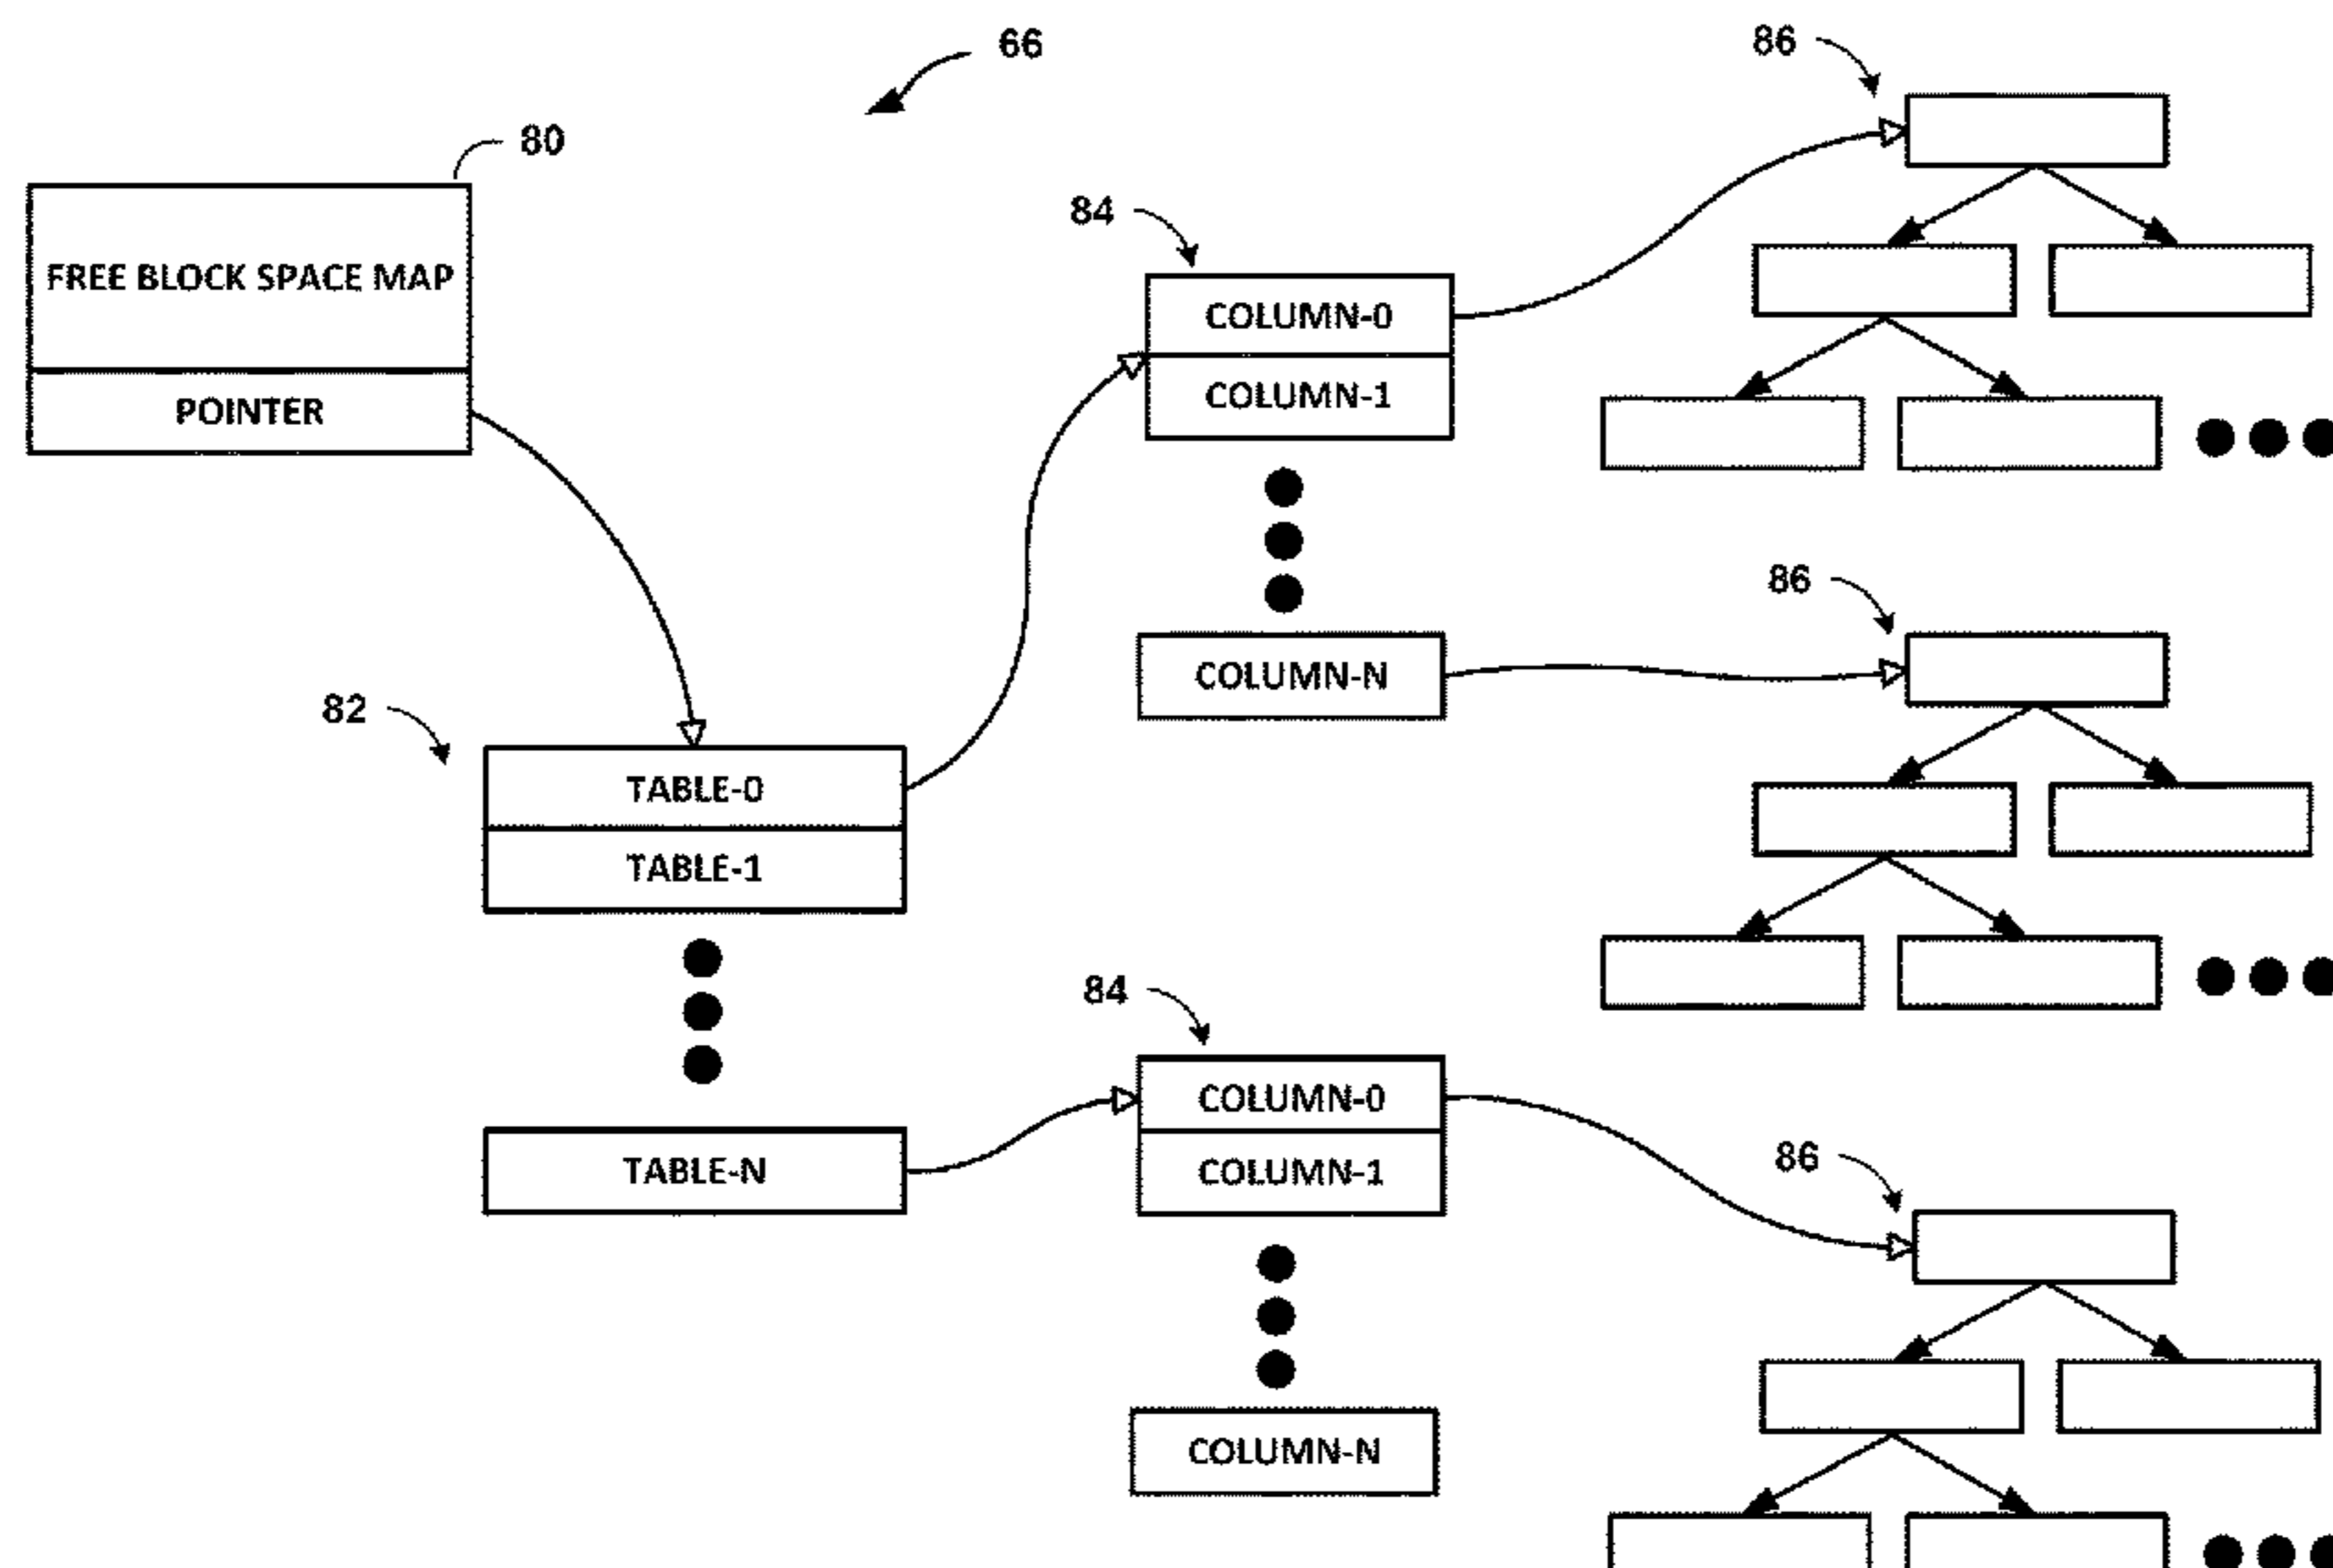 66
86
80
84
FREE BLOCK SPACE MAP
COLUMN-0
COLUMN-1
POINTER
86
COLUMN-N
82
TABLE-0
TABLE-1
84
COLUMN-0
COLUMN-1
TABLE-N
86
COLUMN-N